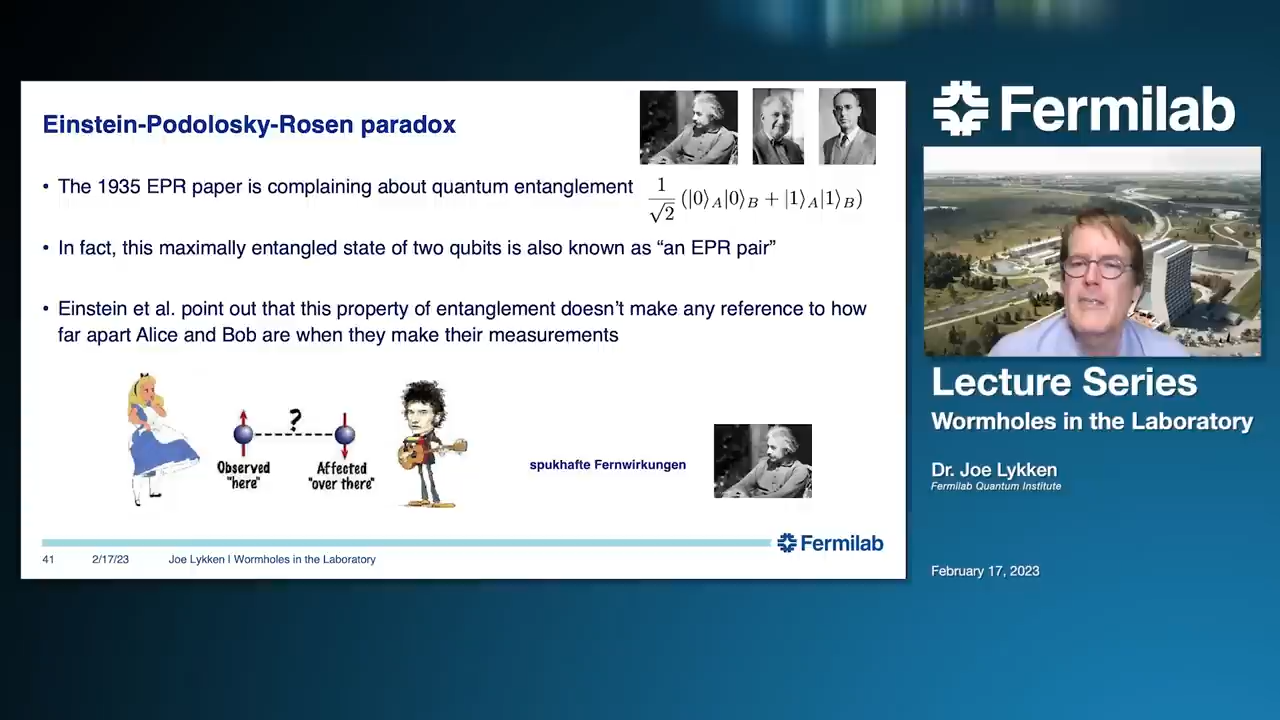 Einstein-Podolosky-Rosen paradox
• The 1935 EPR paper is complaining about quantum entanglement
1/√2 (|0⟩_A|0⟩_B + |1⟩_A|1⟩_B)
• In fact, this maximally entangled state of two qubits is also known as “an EPR pair”
• Einstein et al. point out that this property of entanglement doesn’t make any reference to how
far apart Alice and Bob are when they make their measurements
?
Observed
"here"
Affected
"over there"
spukhafte Fernwirkungen
Fermilab
41 2/17/23 Joe Lykken | Wormholes in the Laboratory
Fermilab
Lecture Series
Wormholes in the Laboratory
Dr. Joe Lykken
Fermilab Quantum Institute
February 17, 2023